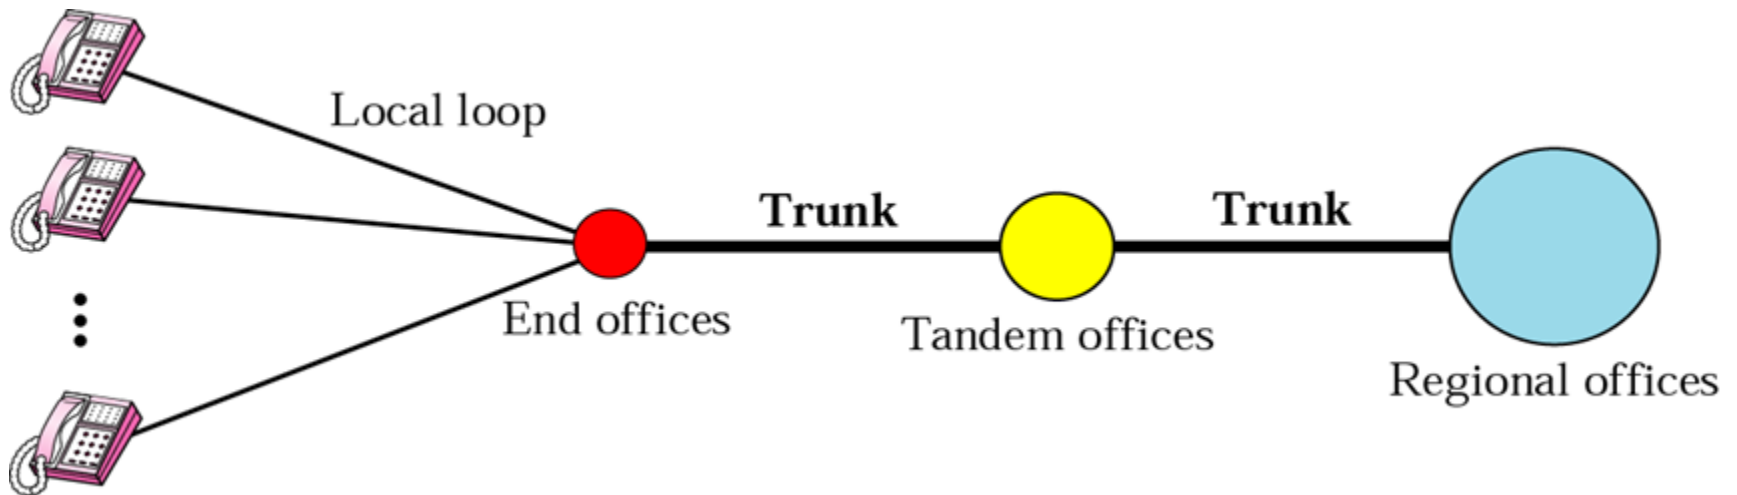 Local loop
Trunk
Trunk
End offices
Tandem offices
Regional offices